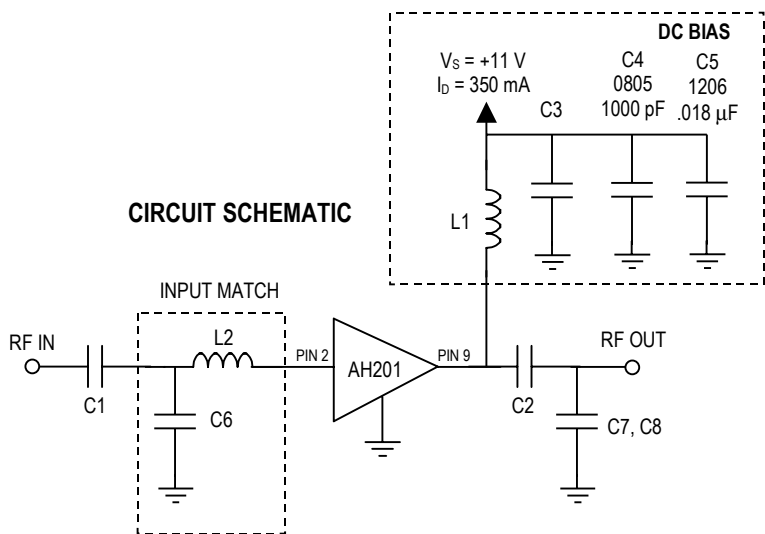 DC BIAS
VS = +11 V
ID = 350 mA
C3
C4
0805
1000 pF
C5
1206
.018 μF
L1
CIRCUIT SCHEMATIC
INPUT MATCH
RF IN
C1
L2
C6
PIN 2
AH201
PIN 9
C2
RF OUT
C7, C8